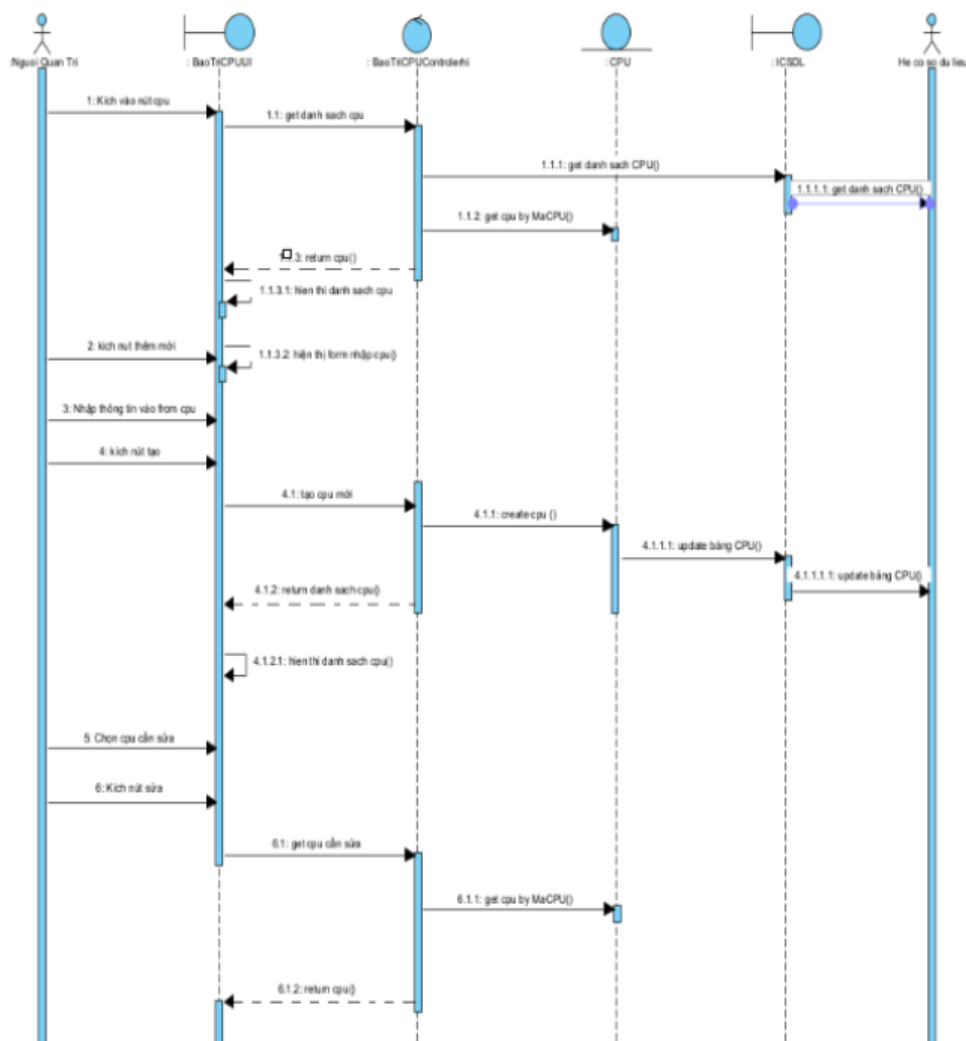 :Nguoi Quan Tri
: BaoTriCPUUI
: BaoTriCPUControlerhi
: CPU
: ICSDL
He co so du lieu
1: Kích vào nút cpu
1.1: get danh sach cpu
1.1.1: get danh sach CPU()
1.1.1.1: get danh sach CPU()
1.1.2: get cpu by MaCPU()
1.1.3: return cpu()
1.1.3.1: hien thi danh sach cpu
2: kich nut thêm mới
1.1.3.2: hiện thị form nhập cpu()
3: Nhập thông tin vào from cpu
4: kích nút tạo
4.1: tạo cpu mới
4.1.1: create cpu ()
4.1.1.1: update bảng CPU()
4.1.1.1.1: update bảng CPU()
4.1.2: return danh sach cpu()
4.1.2.1: hien thi danh sach cpu()
5: Chọn cpu cần sửa
6: Kích nút sửa
6.1: get cpu cần sửa
6.1.1: get cpu by MaCPU()
6.1.2: return cpu()